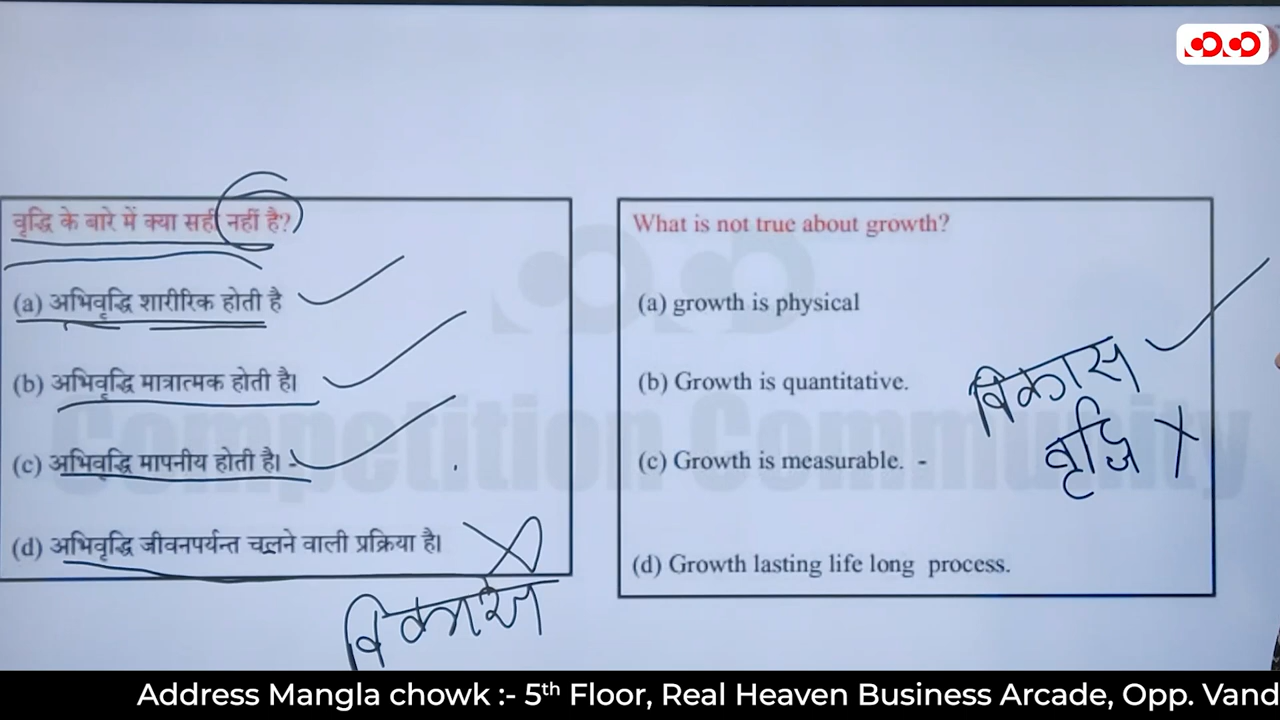 वृद्धि के बारे में क्या सही नहीं है?
(a) अभिवृद्धि शारीरिक होती है
(b) अभिवृद्धि मात्रात्मक होती है।
(c) अभिवृद्धि मापनीय होती है। -
(d) अभिवृद्धि जीवनपर्यन्त चलने वाली प्रक्रिया है।
विकास
What is not true about growth?
(a) growth is physical
(b) Growth is quantitative.
(c) Growth is measurable. -
(d) Growth lasting life long process.
विकास
वृद्धि
Competition Community
Address Mangla chowk :- 5th Floor, Real Heaven Business Arcade, Opp. Vand